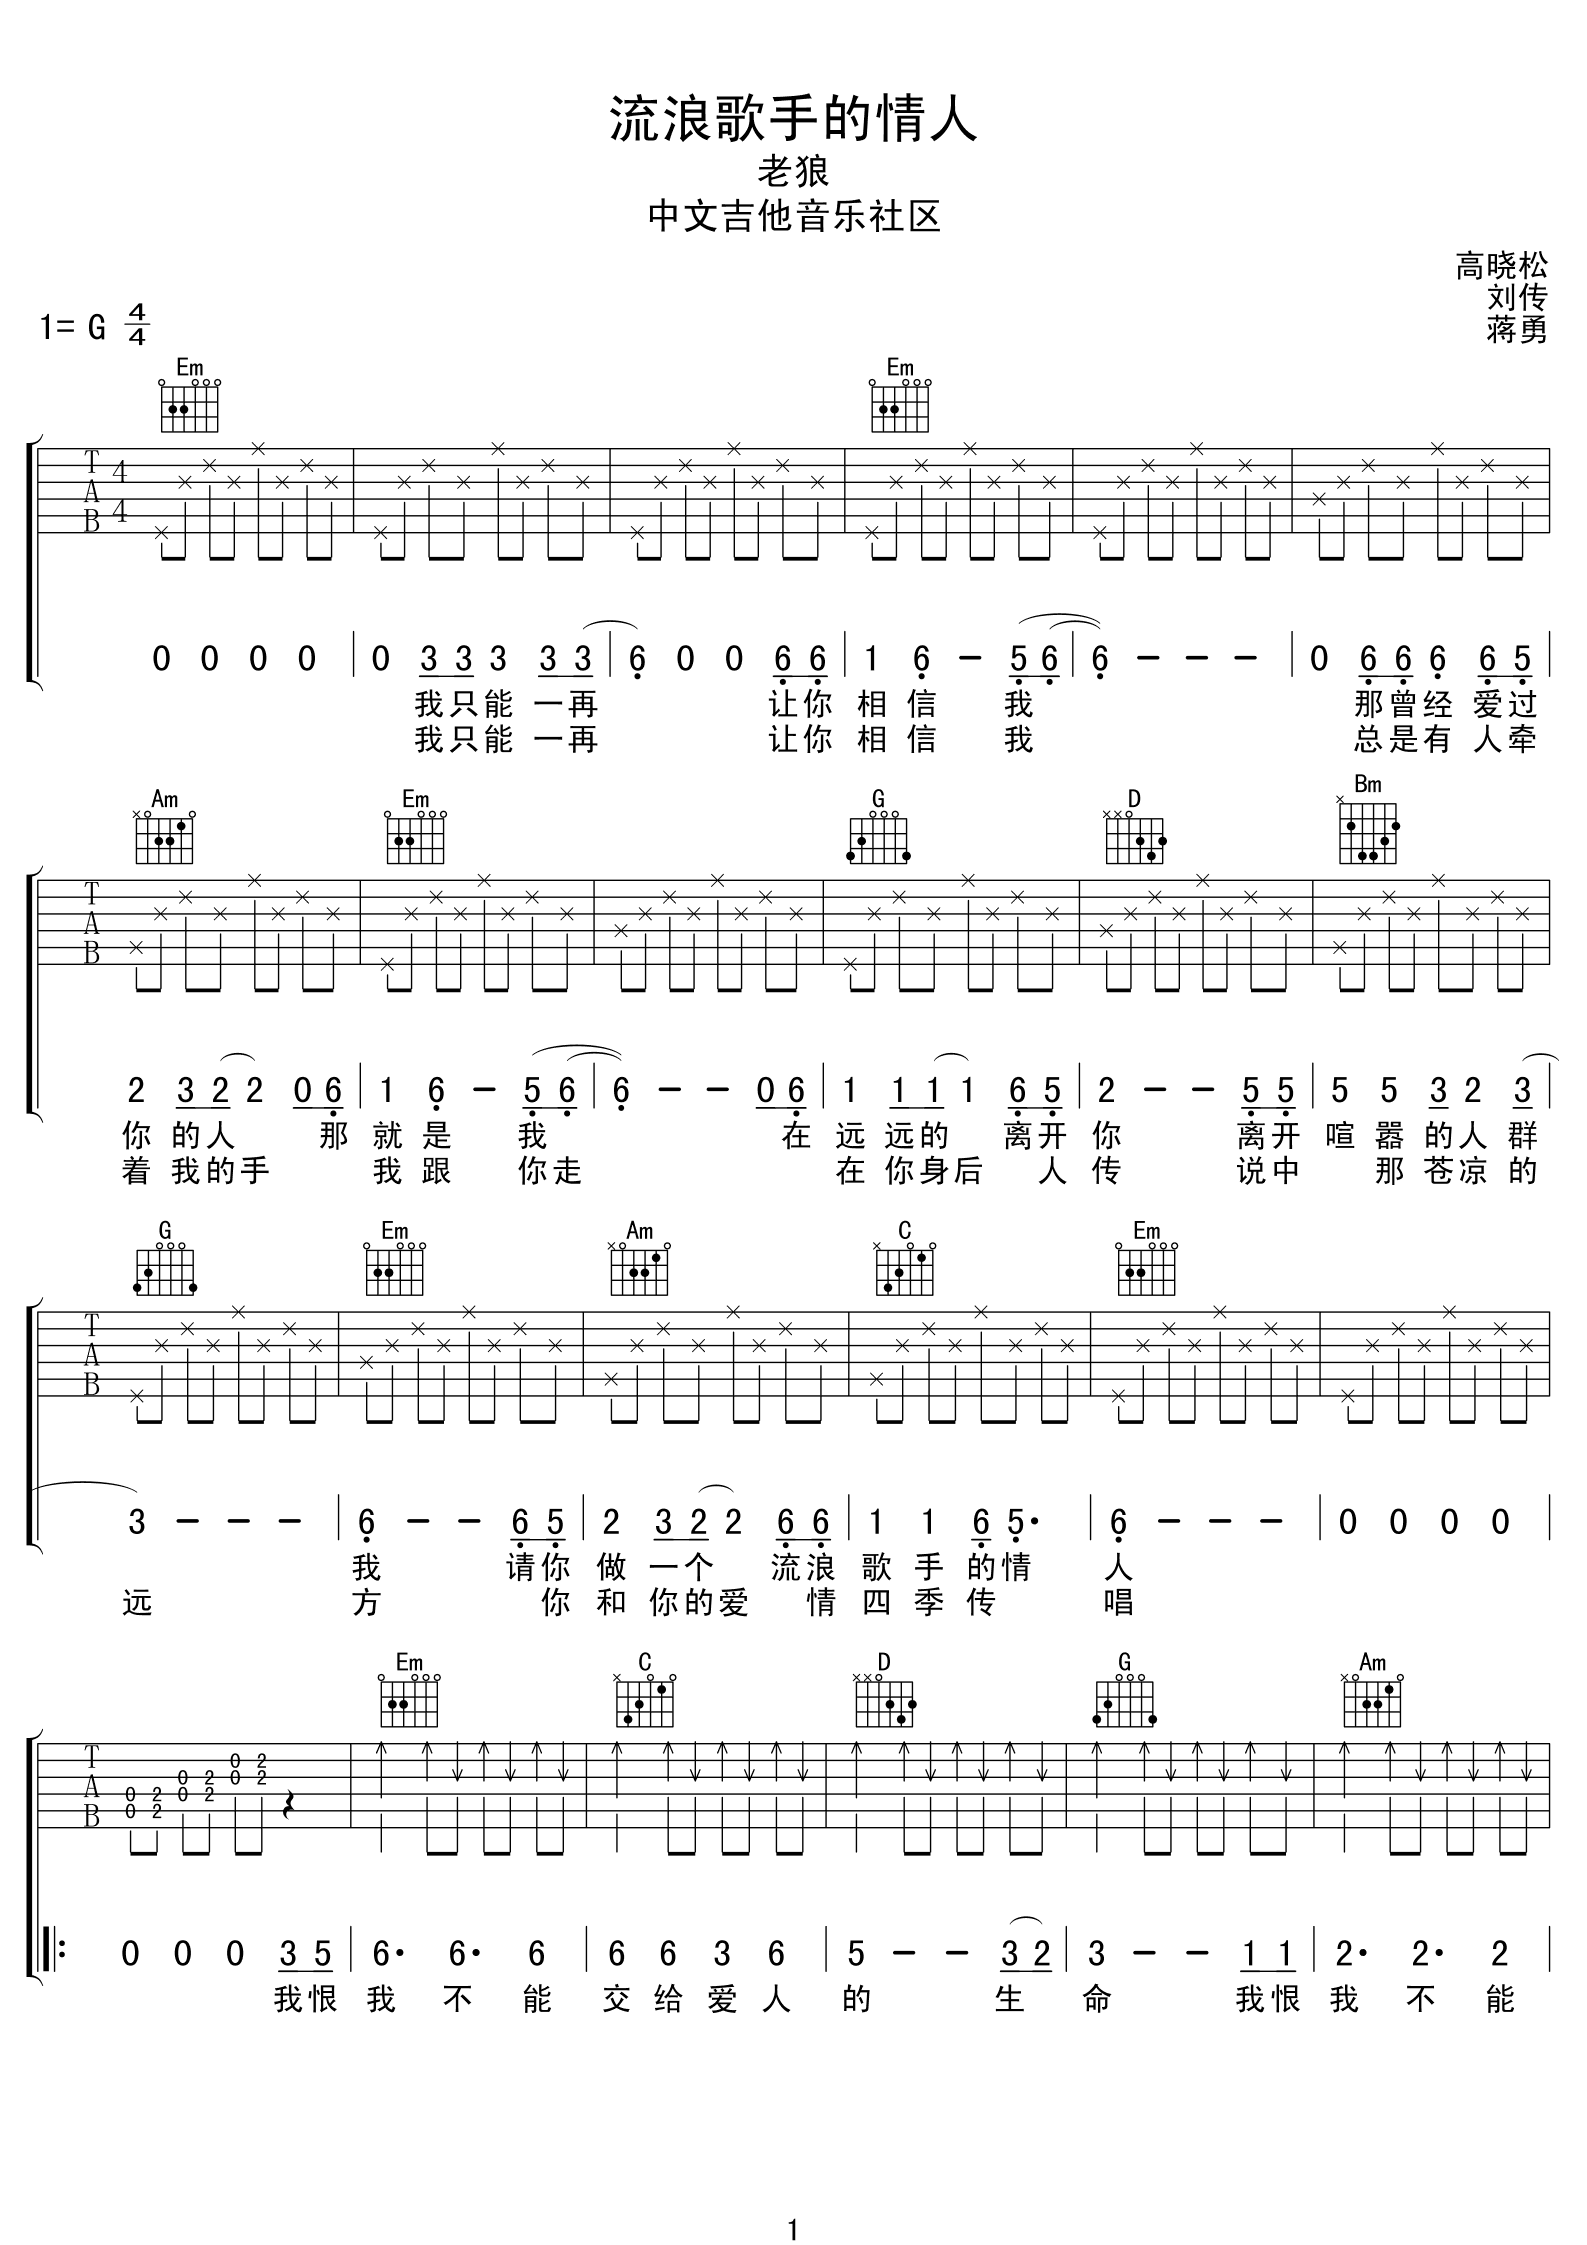 流浪歌手的情人
老狼
中文吉他音乐社区
高晓松
刘传
蒋勇
1= G 4/4
Em Em
T A B 4 4
0 0 0 0 | 0 3 3 3 3 3 | 6 0 0 6 6 | 1 6 – 5 6 | 6 – – – | 0 6 6 6 6 5 |
我只能 一再 让你 相 信 我 那曾经 爱过
我只能 一再 让你 相 信 我 总是有 人牵
Am Em G D Bm
T A B
2 3 2 2 0 6 | 1 6 – 5 6 | 6 – – 0 6 | 1 1 1 1 6 5 | 2 – – 5 5 | 5 5 3 2 3 |
你 的人 那 就 是 我 在 远 远的 离开 你 离开 喧 嚣 的人 群
着 我的手 我 跟 你走 在 你身后 人 传 说中 那 苍凉 的
G Em Am C Em
T A B
3 – – – | 6 – – 6 5 | 2 3 2 2 6 6 | 1 1 6 5· | 6 – – – | 0 0 0 0 |
我 请你 做 一个 流浪 歌 手 的情 人
远 方 你 和 你的爱 情 四 季 传 唱
Em C D G Am
T A B 0 0 2 2 0 0 2 2 0 0 2 2
0 0 0 3 5 | 6· 6· 6 | 6 6 3 6 | 5 – – 3 2 | 3 – – 1 1 | 2· 2· 2 |
我恨 我 不 能 交 给 爱 人 的 生 命 我恨 我 不 能
1